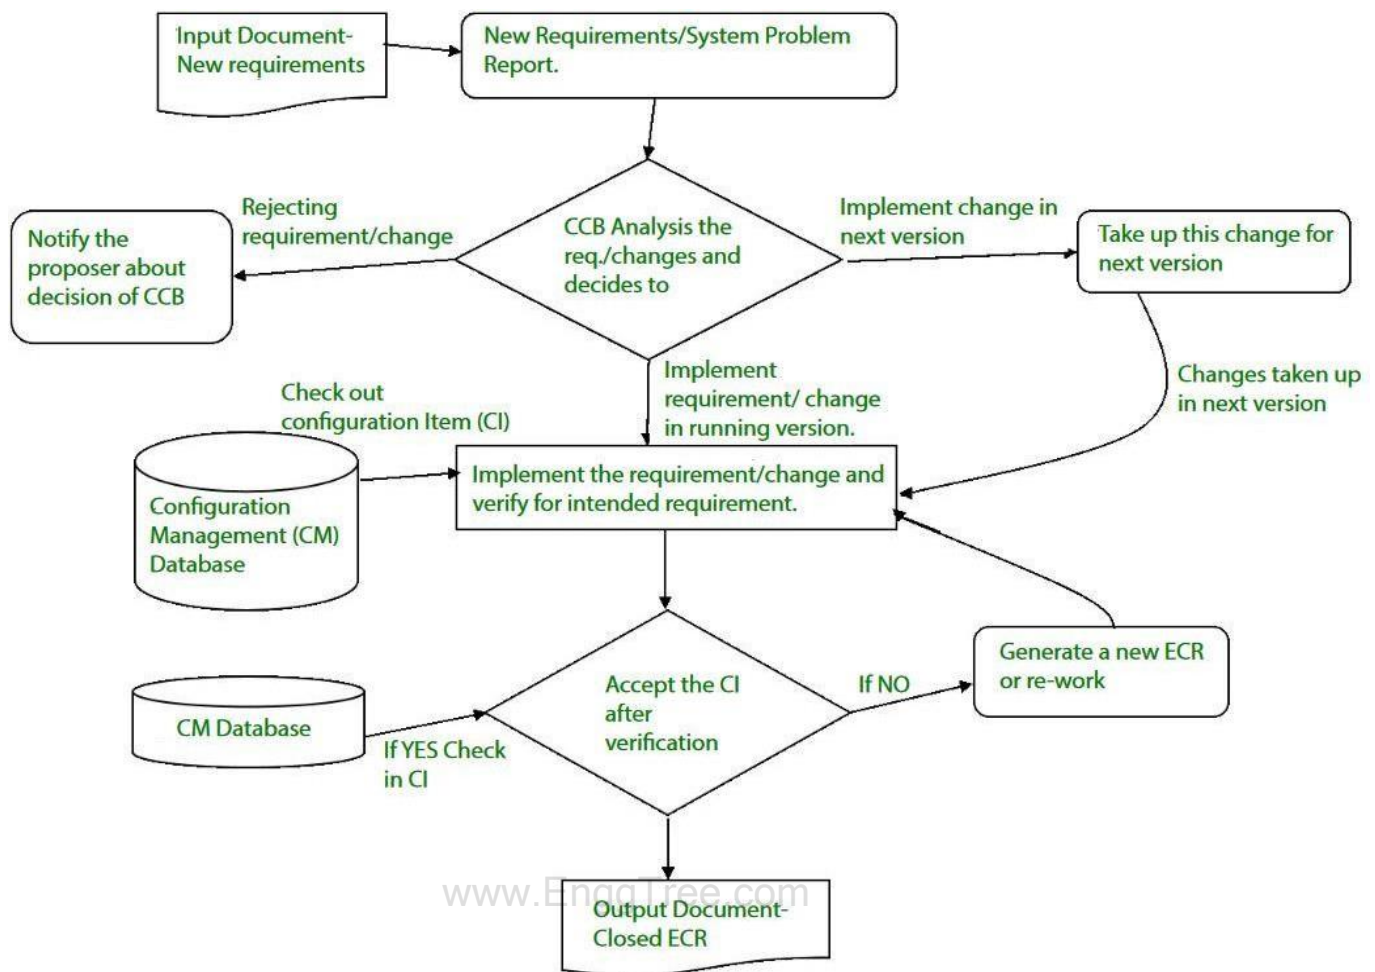 Input Document-
New requirements
New Requirements/System Problem
Report.
Rejecting
requirement/change
Notify the
proposer about
decision of CCB
CCB Analysis the
req./changes and
decides to
Implement change in
next version
Take up this change for
next version
Changes taken up
in next version
Implement
requirement/ change
in running version.
Check out
configuration Item (CI)
Configuration
Management (CM)
Database
Implement the requirement/change and
verify for intended requirement.
Accept the CI
after
verification
If NO
Generate a new ECR
or re-work
CM Database
If YES Check
in CI
www.EnggTree.com
Output Document-
Closed ECR